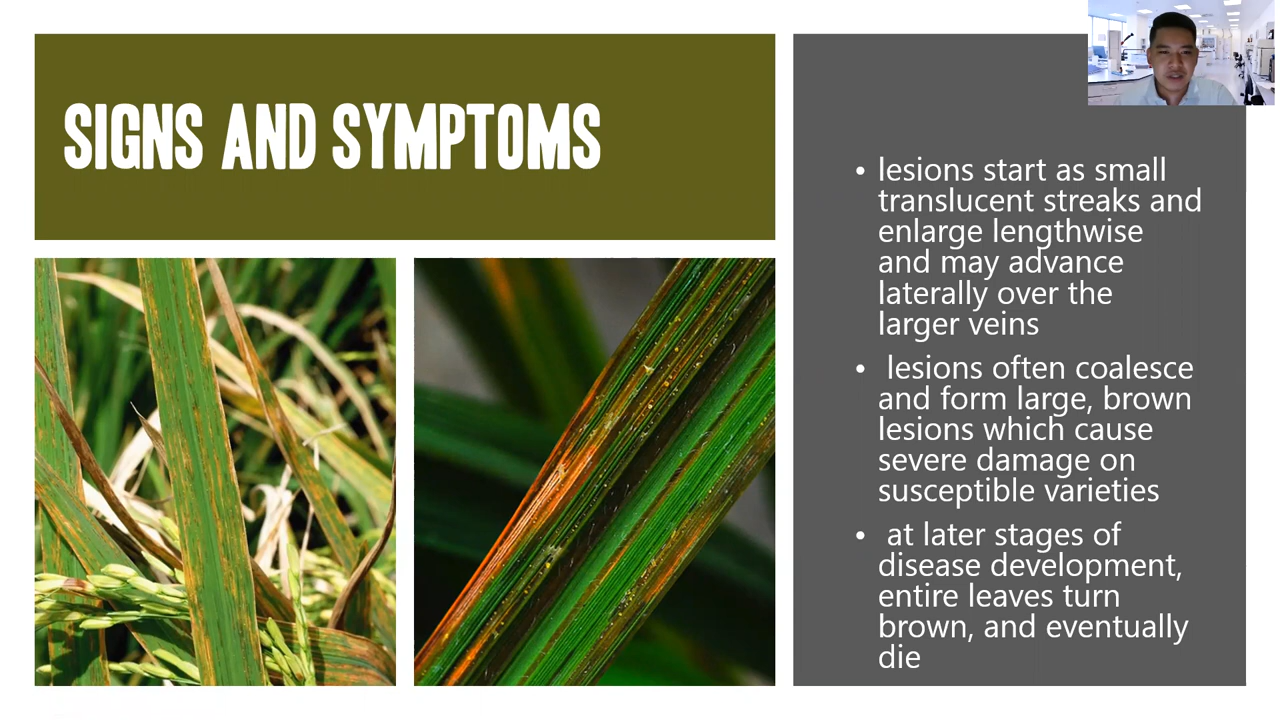 SIGNS AND SYMPTOMS
• lesions start as small
translucent streaks and
enlarge lengthwise
and may advance
laterally over the
larger veins
• lesions often coalesce
and form large, brown
lesions which cause
severe damage on
susceptible varieties
• at later stages of
disease development,
entire leaves turn
brown, and eventually
die